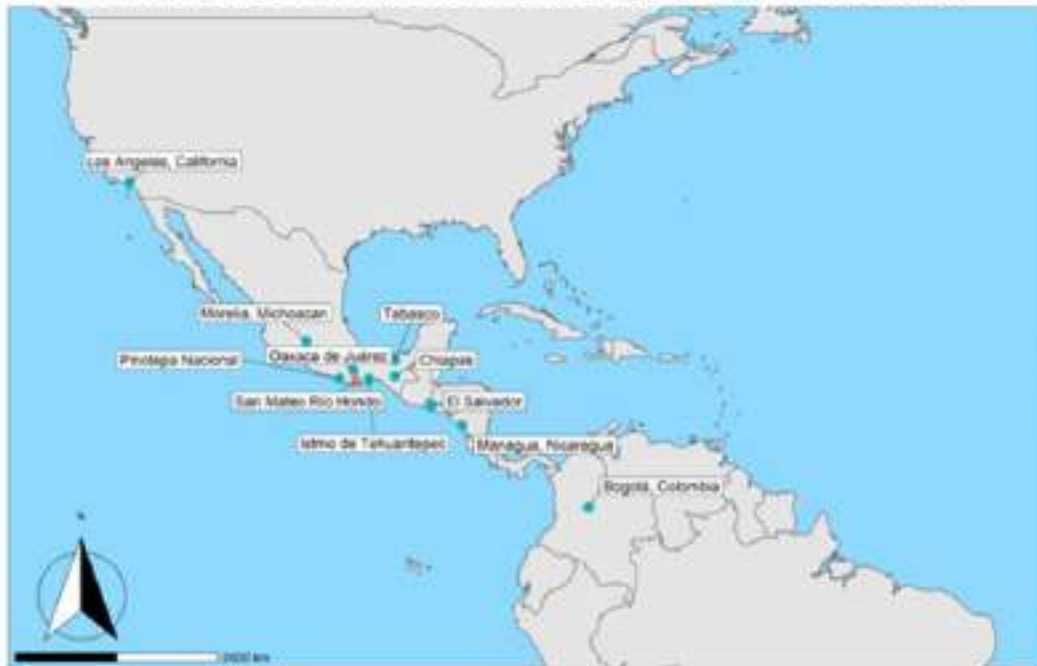 Los Angeles, California
Morelia, Michoacán
Tabasco
Pinotepa Nacional
Oaxaca de Juárez
Chiapas
San Mateo Río Hondo
El Salvador
Istmo de Tehuantepec
Managua, Nicaragua
Bogotá, Colombia
N